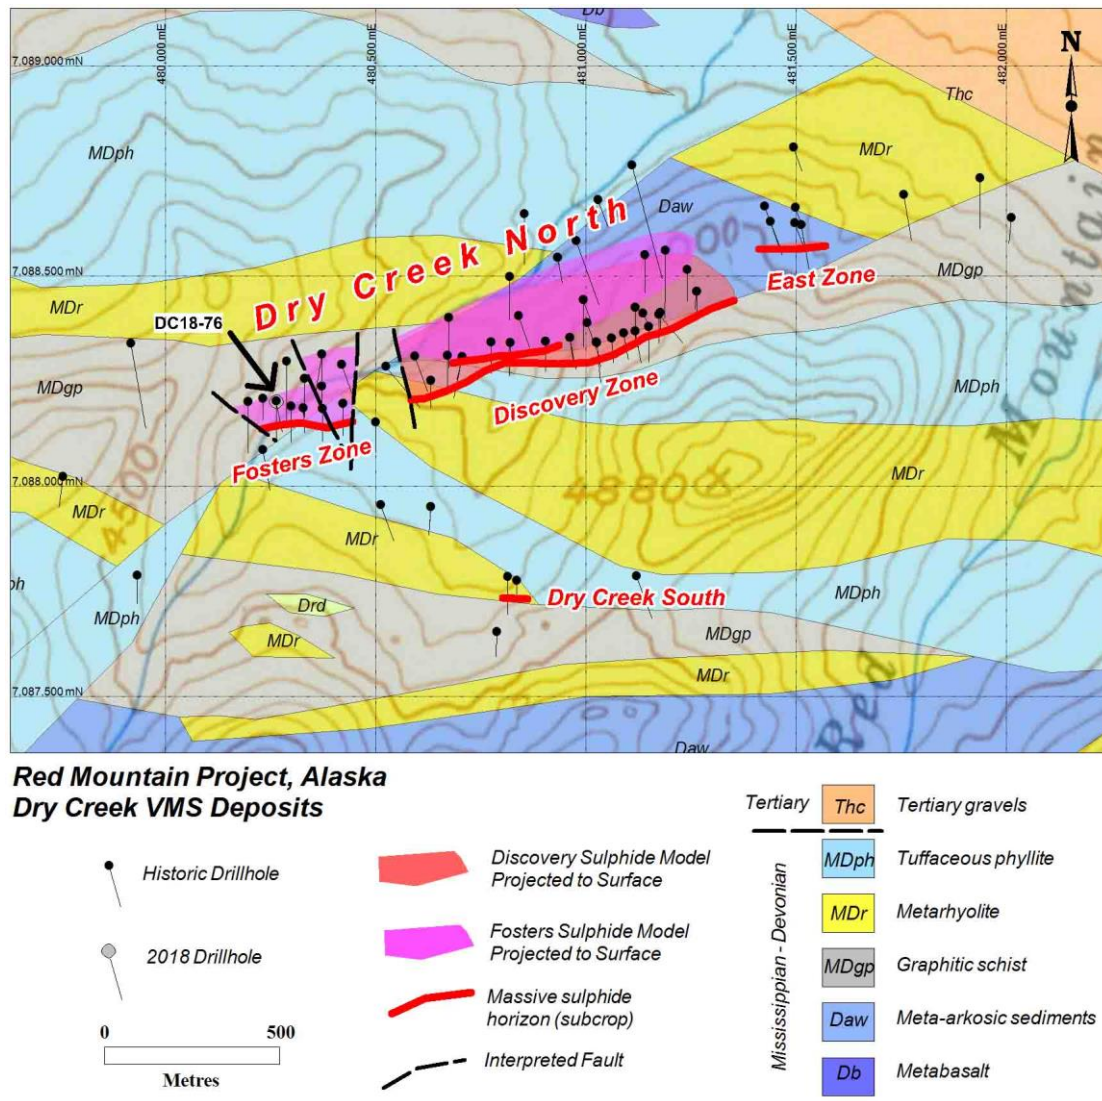 Db
480,000 mE
480,500 mE
481,000 mE
481,500 mE
482,000 mE
N
7.089.000 mN
Thc
MDph
MDr
Daw
Dry Creek North
7.088.500 mN
East Zone
MDgp
MDr
DC18-76
MDgp
Discovery Zone
MDph
Mountain
Fosters Zone
4500
7.088.000 mN
4880
MDr
MDr
MDr
ph
Dry Creek South
MDph
Drd
MDph
MDr
MDgp
MDr
7.087.500 mN
Red
Daw
Red Mountain Project, Alaska
Dry Creek VMS Deposits
Historic Drillhole
2018 Drillhole
0 500
Metres
Discovery Sulphide Model
Projected to Surface
Fosters Sulphide Model
Projected to Surface
Massive sulphide
horizon (subcrop)
Interpreted Fault
Tertiary
Mississippian - Devonian
Thc Tertiary gravels
MDph Tuffaceous phyllite
MDr Metarhyolite
MDgp Graphitic schist
Daw Meta-arkosic sediments
Db Metabasalt